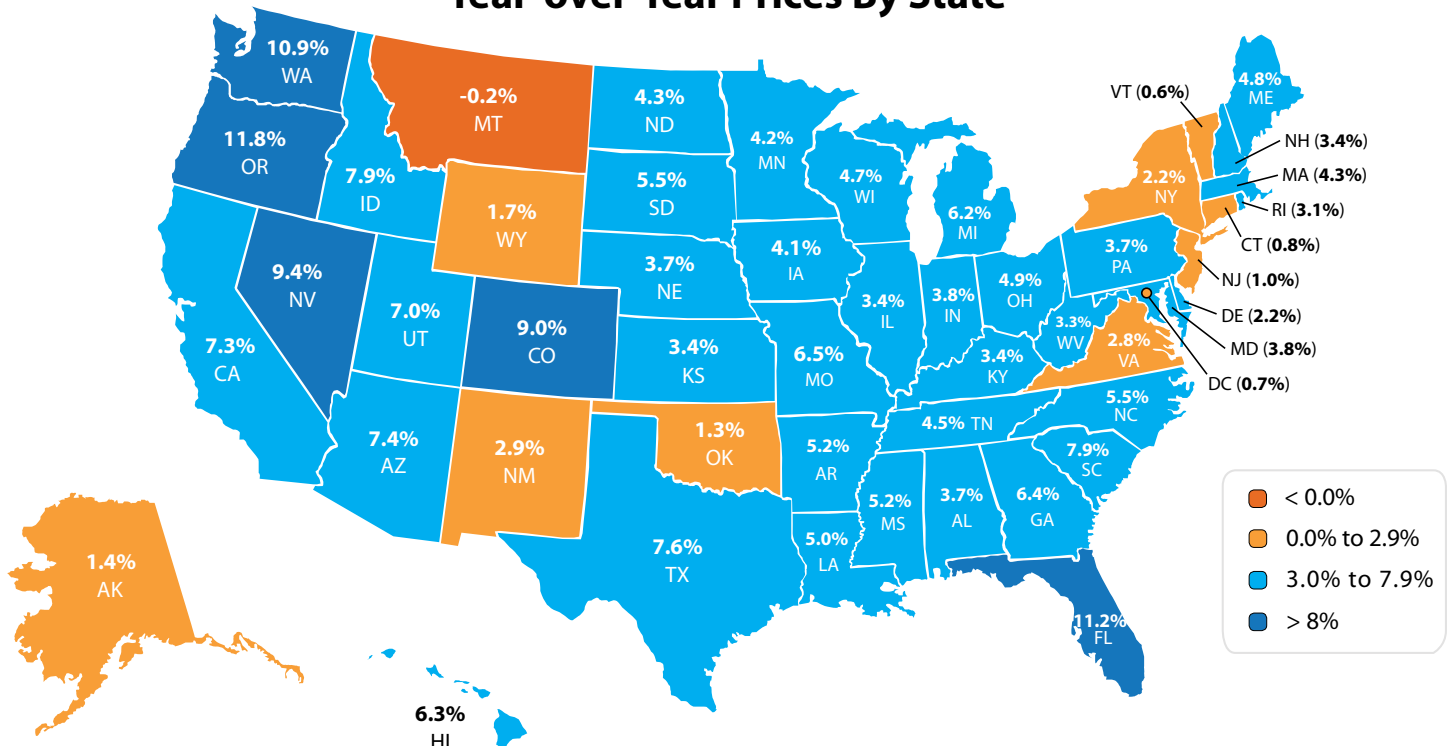 Year-over-Year Prices By State
10.9%
WA
-0.2%
MT
4.3%
ND
4.2%
MN
4.8%
ME
VT (0.6%)
11.8%
OR
7.9%
ID
1.7%
WY
5.5%
SD
4.7%
WI
6.2%
MI
2.2%
NY
NH (3.4%)
MA (4.3%)
RI (3.1%)
CT (0.8%)
NJ (1.0%)
DE (2.2%)
MD (3.8%)
DC (0.7%)
9.4%
NV
7.0%
UT
9.0%
CO
3.7%
NE
4.1%
IA
3.4%
IL
3.8%
IN
4.9%
OH
3.7%
PA
3.3%
WV
2.8%
VA
7.3%
CA
3.4%
KS
6.5%
MO
3.4%
KY
7.4%
AZ
2.9%
NM
1.3%
OK
5.2%
AR
4.5% TN
5.5%
NC
7.9%
SC
7.6%
TX
5.0%
LA
5.2%
MS
3.7%
AL
6.4%
GA
11.2%
FL
1.4%
AK
6.3%
HI
< 0.0%
0.0% to 2.9%
3.0% to 7.9%
> 8%